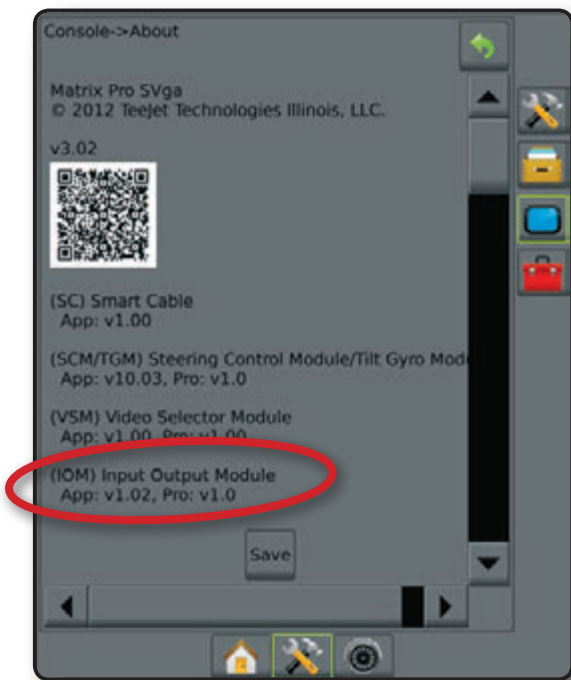 Console->About
Matrix Pro SVga
© 2012 TeeJet Technologies Illinois, LLC.
v3.02
(SC) Smart Cable
App: v1.00
(SCM/TGM) Steering Control Module/Tilt Gyro Mod
App: v10.03, Pro: v1.0
(VSM) Video Selector Module
App: v1.00, Pro: v1.00
(IOM) Input Output Module
App: v1.02, Pro: v1.0
Save